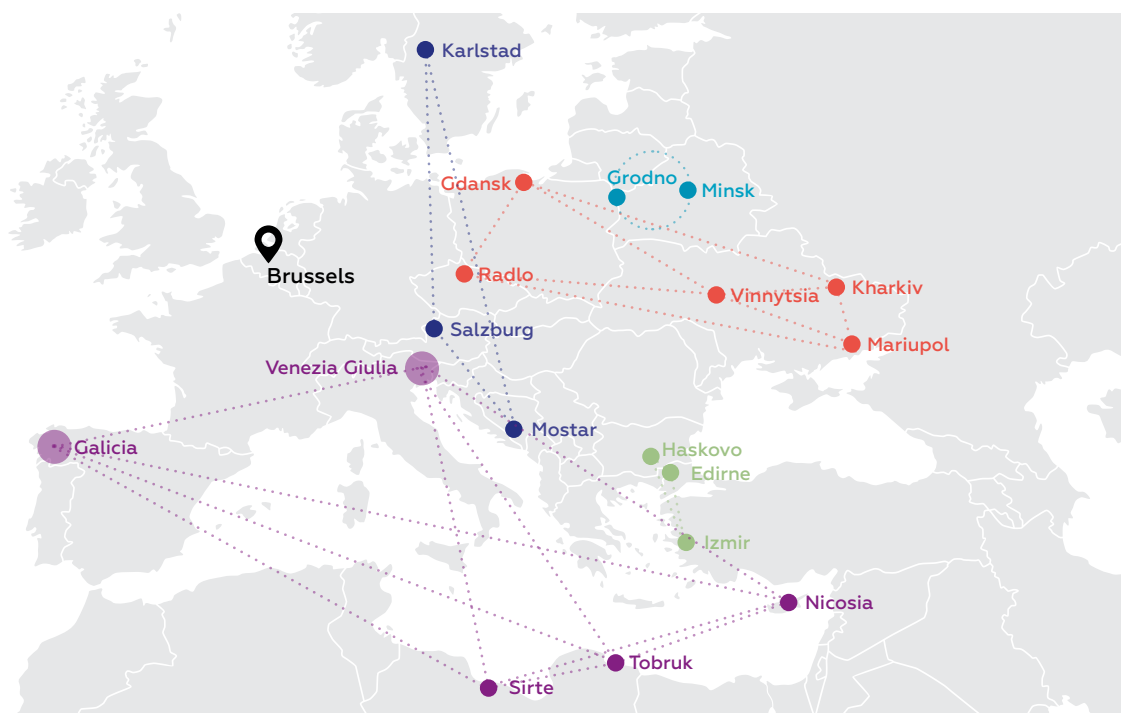 Karlstad
Grodno
Gdansk
Minsk
Brussels
Radlo
Vinnytsia
Kharkiv
Salzburg
Mariupol
Venezia Giulia
Mostar
Galicia
Haskovo
Edirne
Izmir
Nicosia
Tobruk
Sirte